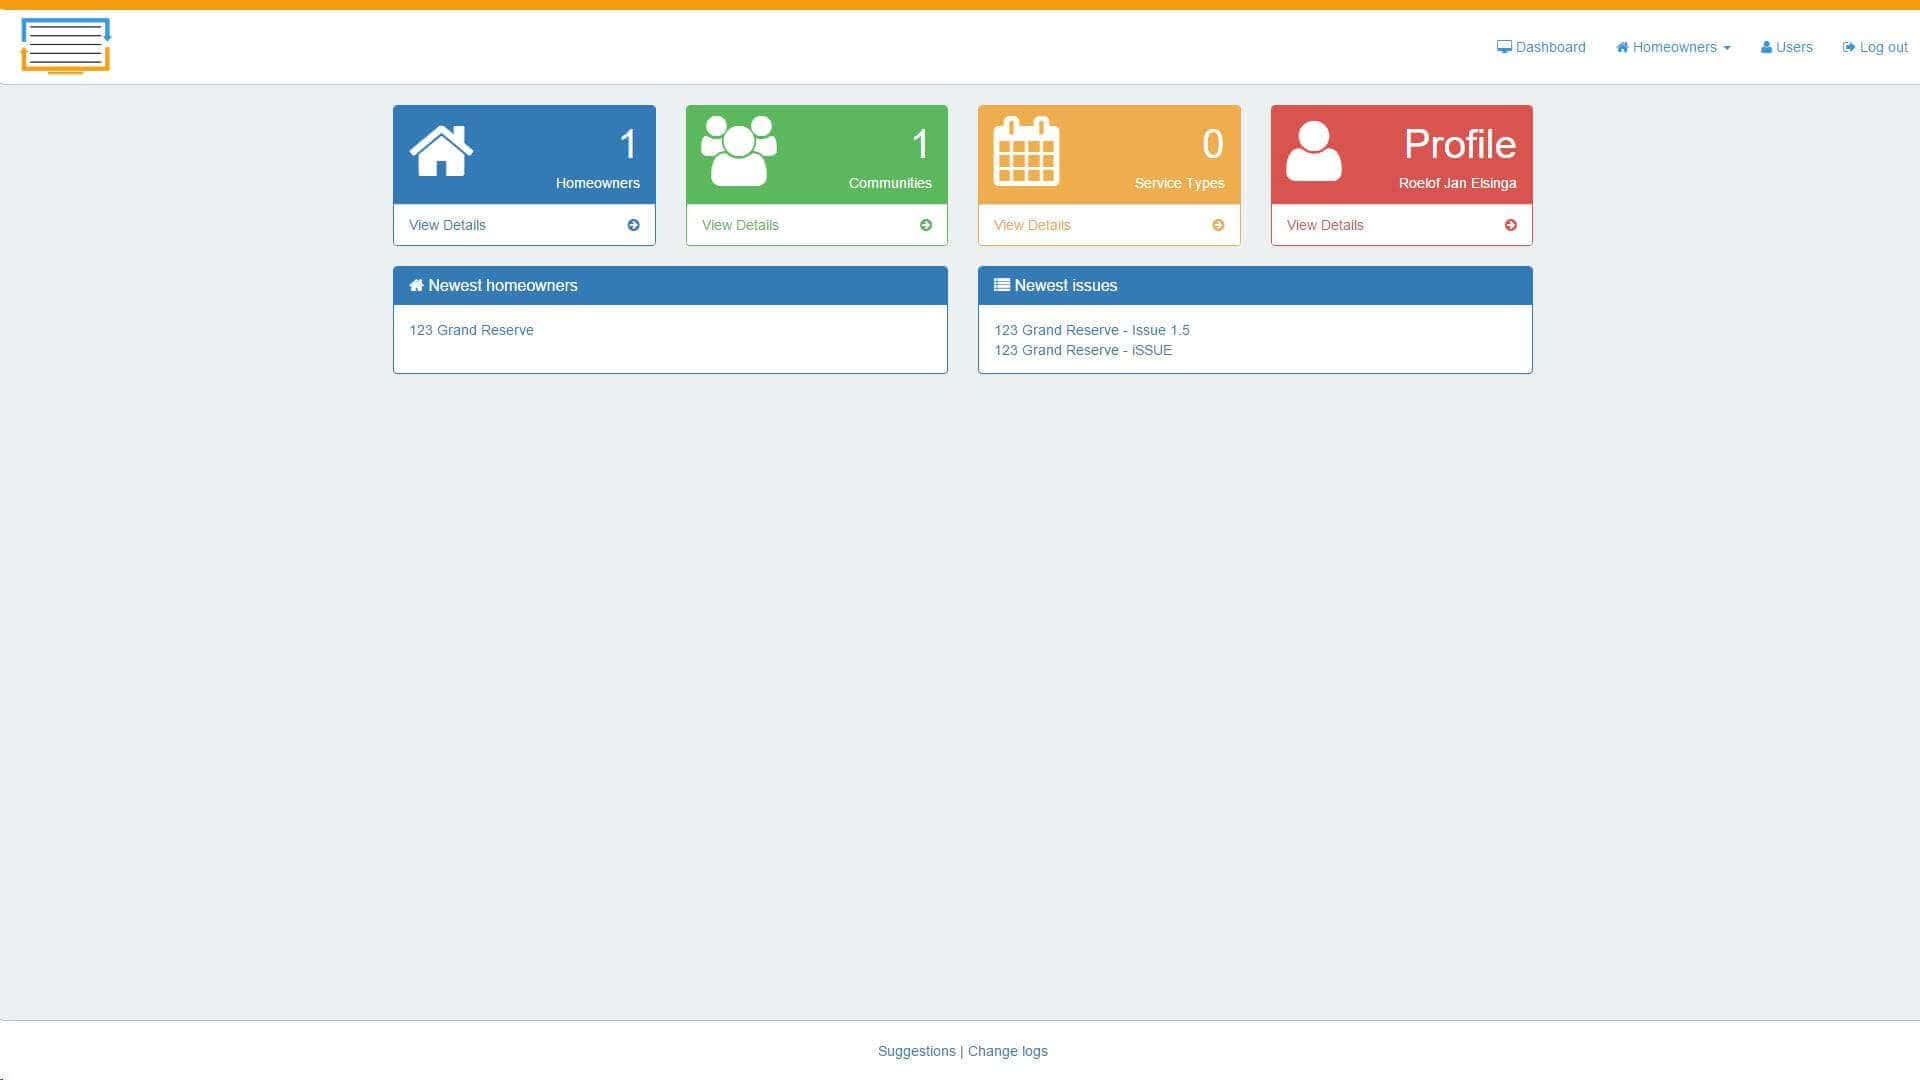 Dashboard Homeowners Users Log out
1
Homeowners
View Details
1
Communities
View Details
0
Service Types
View Details
Profile
Roelof Jan Elsinga
View Details
Newest homeowners
123 Grand Reserve
Newest issues
123 Grand Reserve - Issue 1.5
123 Grand Reserve - iSSUE
Suggestions | Change logs